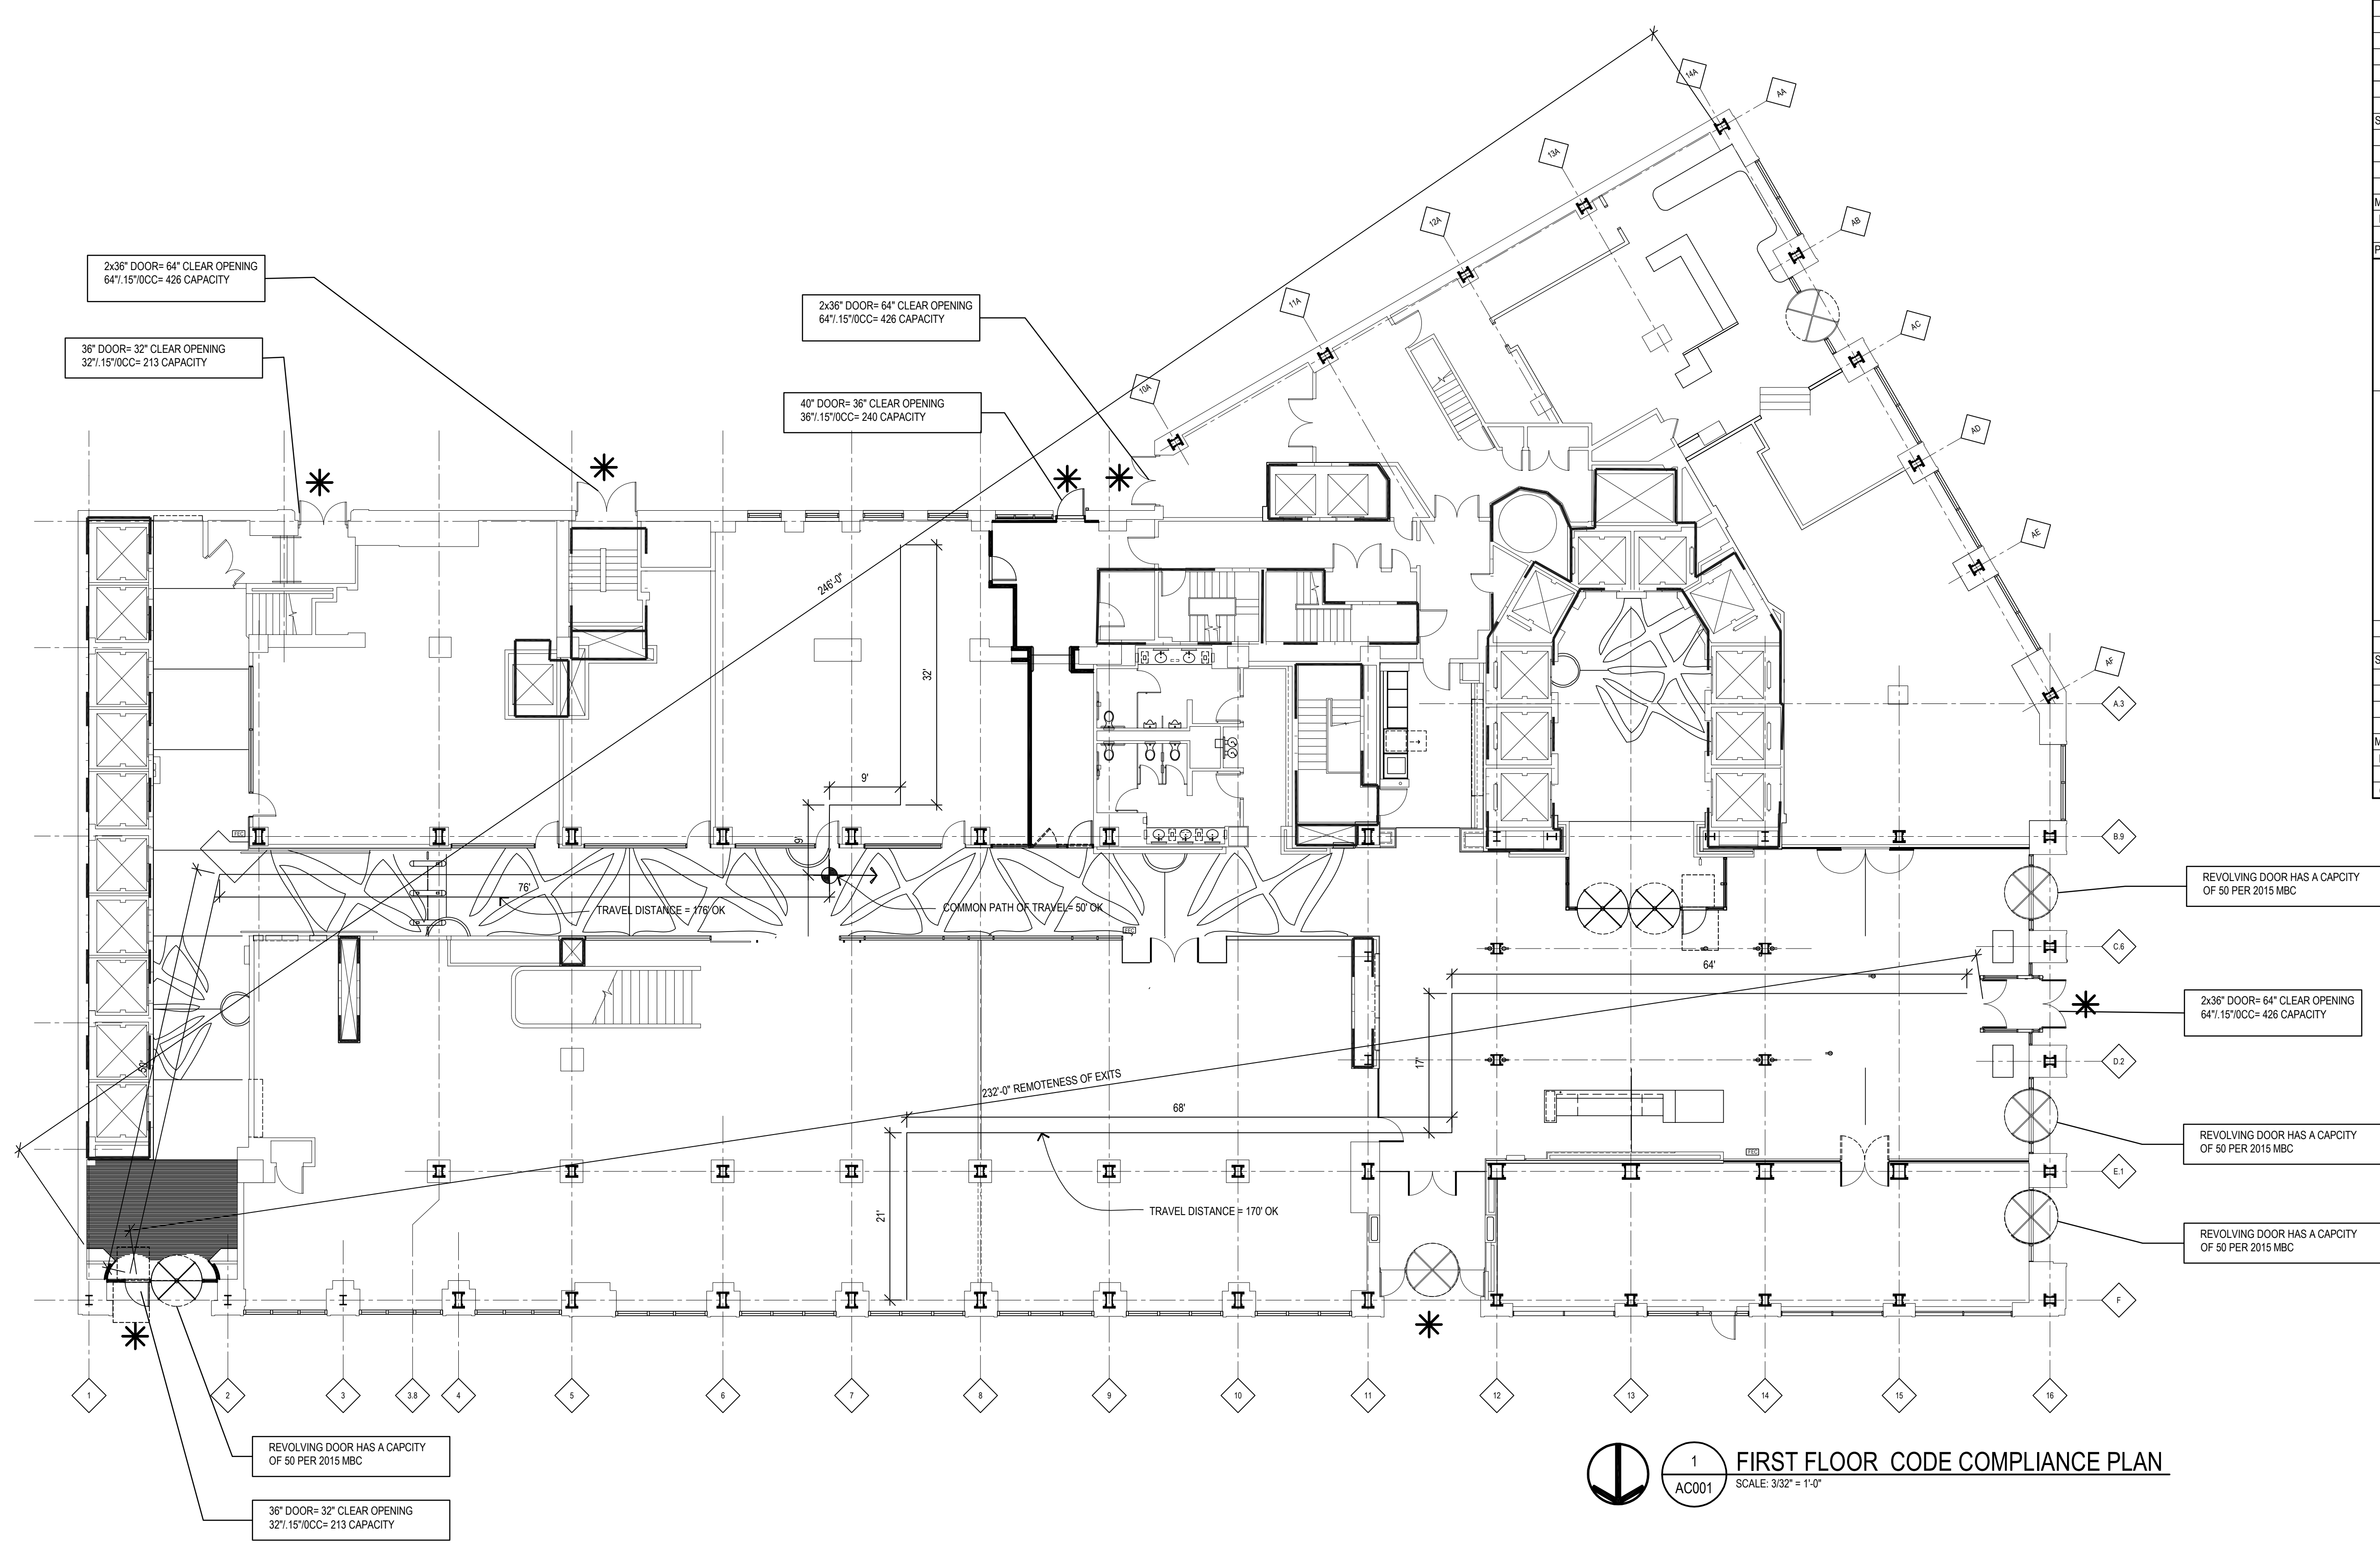 14A
AA
13A
12A
AB
11A
AC
10A
AD
AE
AF
2x36" DOOR= 64" CLEAR OPENING
64"/.15"/0CC= 426 CAPACITY
36" DOOR= 32" CLEAR OPENING
32"/.15"/0CC= 213 CAPACITY
2x36" DOOR= 64" CLEAR OPENING
64"/.15"/0CC= 426 CAPACITY
40" DOOR= 36" CLEAR OPENING
36"/.15"/0CC= 240 CAPACITY
S
M
P
S
M
246'-0"
32'
9'
9'
A.3
B.9
FEC
76'
TRAVEL DISTANCE = 176' OK
COMMON PATH OF TRAVEL= 50' OK
FEC
REVOLVING DOOR HAS A CAPCITY
OF 50 PER 2015 MBC
C.6
64'
2x36" DOOR= 64" CLEAR OPENING
64"/.15"/0CC= 426 CAPACITY
17'
D.2
232'-0" REMOTENESS OF EXITS
68'
REVOLVING DOOR HAS A CAPCITY
OF 50 PER 2015 MBC
FEC
E.1
21'
TRAVEL DISTANCE = 170' OK
REVOLVING DOOR HAS A CAPCITY
OF 50 PER 2015 MBC
F
1
2
3
3.8
4
5
6
7
8
9
10
11
12
13
14
15
16
REVOLVING DOOR HAS A CAPCITY
OF 50 PER 2015 MBC
36" DOOR= 32" CLEAR OPENING
32"/.15"/0CC= 213 CAPACITY
1
AC001
FIRST FLOOR CODE COMPLIANCE PLAN
SCALE: 3/32" = 1'-0"